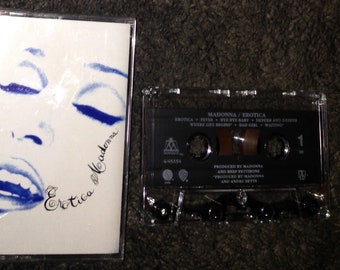 Erotica Madonna
MADONNA / EROTICA
EROTICA • FEVER • BYE BYE BABY • DEEPER AND DEEPER
WHERE LIFE BEGINS* • BAD GIRL • WAITING*
1
PRODUCED BY MADONNA
AND SHEP PETTIBONE
*PRODUCED BY MADONNA
AND ANDRE BETTS